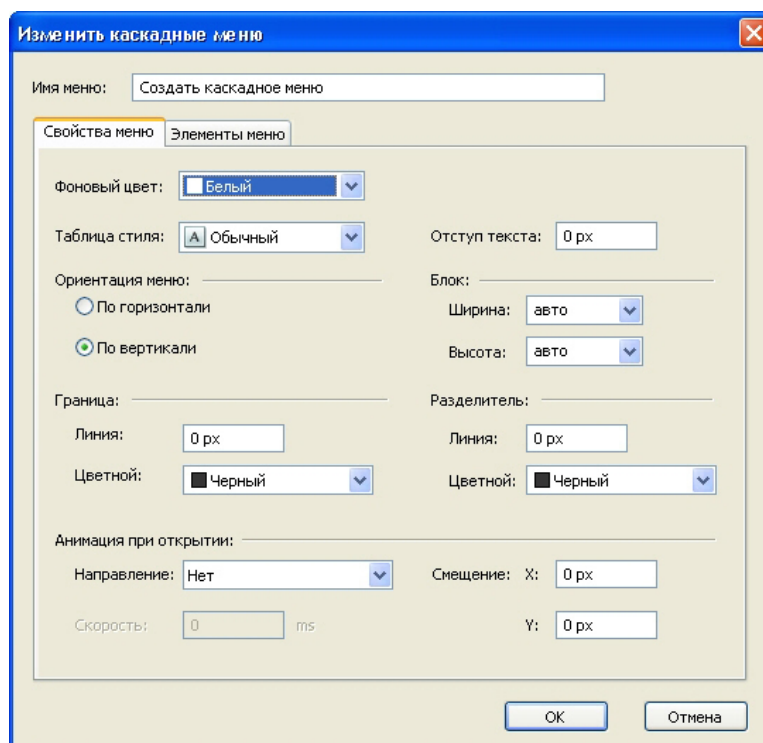 Изменить каскадные меню
Имя меню: Создать каскадное меню
Свойства меню Элементы меню
Фоновый цвет: Белый
Таблица стиля: A Обычный Отступ текста: 0 px
Ориентация меню: Блок:
По горизонтали Ширина: авто
По вертикали Высота: авто
Граница: Разделитель:
Линия: 0 px Линия: 0 px
Цветной: Черный Цветной: Черный
Анимация при открытии:
Направление: Нет Смещение: X: 0 px
Скорость: 0 ms Y: 0 px
OK Отмена